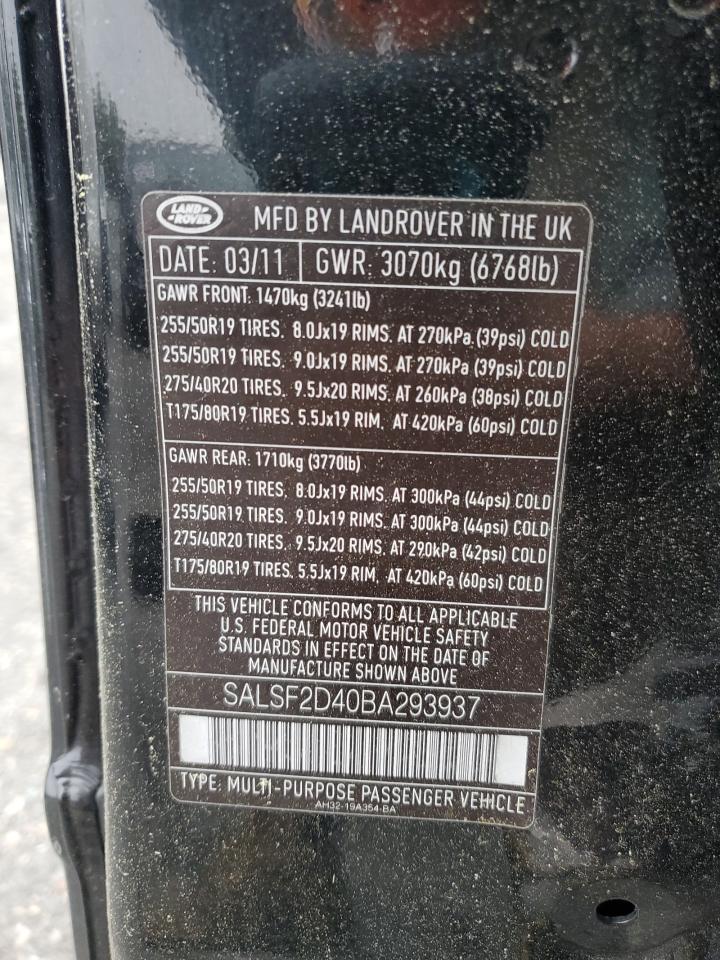 LAND ROVER
MFD BY LANDROVER IN THE UK
DATE: 03/11 GWR: 3070kg (6768lb)
GAWR FRONT: 1470kg (3241lb)
255/50R19 TIRES. 8.0Jx19 RIMS. AT 270kPa. (39psi) COLD
255/50R19 TIRES. 9.0Jx19 RIMS. AT 270kPa (39psi) COLD
275/40R20 TIRES. 9.5Jx20 RIMS. AT 260kPa (38psi) COLD
T175/80R19 TIRES. 5.5Jx19 RIM. AT 420kPa (60psi) COLD
GAWR REAR: 1710kg (3770lb)
255/50R19 TIRES. 8.0Jx19 RIMS. AT 300kPa (44psi) COLD
255/50R19 TIRES. 9.0Jx19 RIMS. AT 300kPa (44psi) COLD
275/40R20 TIRES. 9.5Jx20 RIMS. AT 290kPa (42psi) COLD
T175/80R19 TIRES. 5.5Jx19 RIM. AT 420kPa (60psi) COLD
THIS VEHICLE CONFORMS TO ALL APPLICABLE
U.S. FEDERAL MOTOR VEHICLE SAFETY
STANDARDS IN EFFECT ON THE DATE OF
MANUFACTURE SHOWN ABOVE
SALSF2D40BA293937
TYPE: MULTI-PURPOSE PASSENGER VEHICLE
AH32-19A354-BA